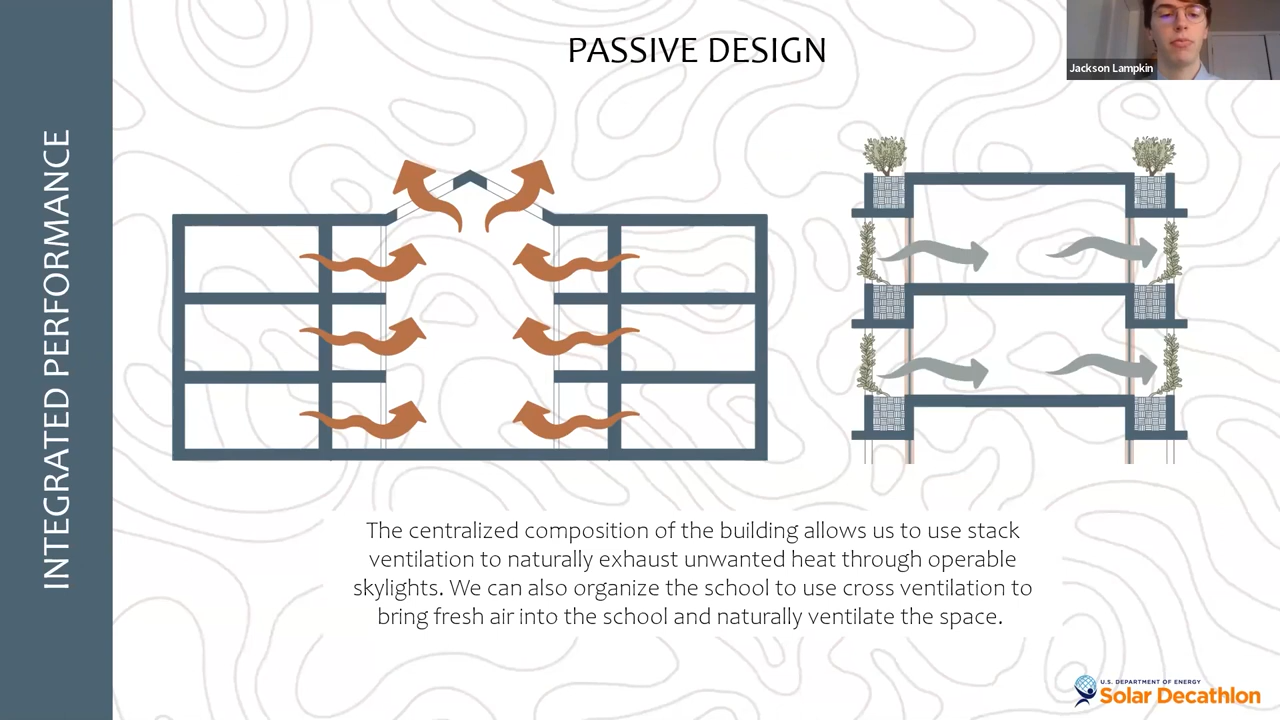 PASSIVE DESIGN
Jackson Lampkin
INTEGRATED PERFORMANCE
The centralized composition of the building allows us to use stack
ventilation to naturally exhaust unwanted heat through operable
skylights. We can also organize the school to use cross ventilation to
bring fresh air into the school and naturally ventilate the space.
U.S. DEPARTMENT OF ENERGY
Solar Decathlon